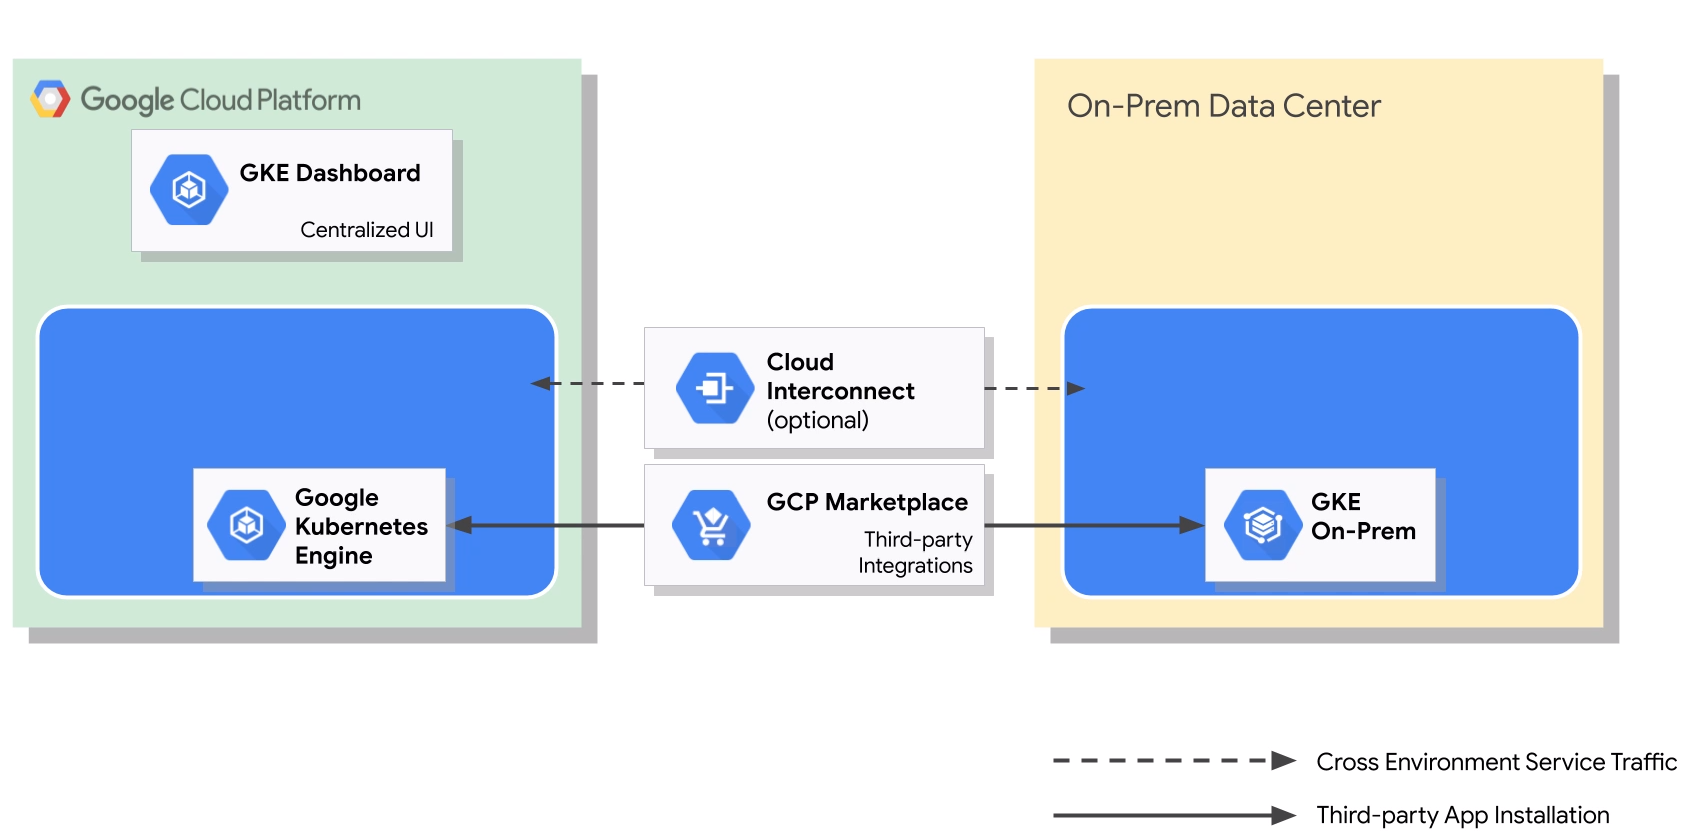 Google Cloud Platform
GKE Dashboard
Centralized UI
Google
Kubernetes
Engine
Cloud
Interconnect
(optional)
GCP Marketplace
Third-party
Integrations
On-Prem Data Center
GKE
On-Prem
Cross Environment Service Traffic
Third-party App Installation